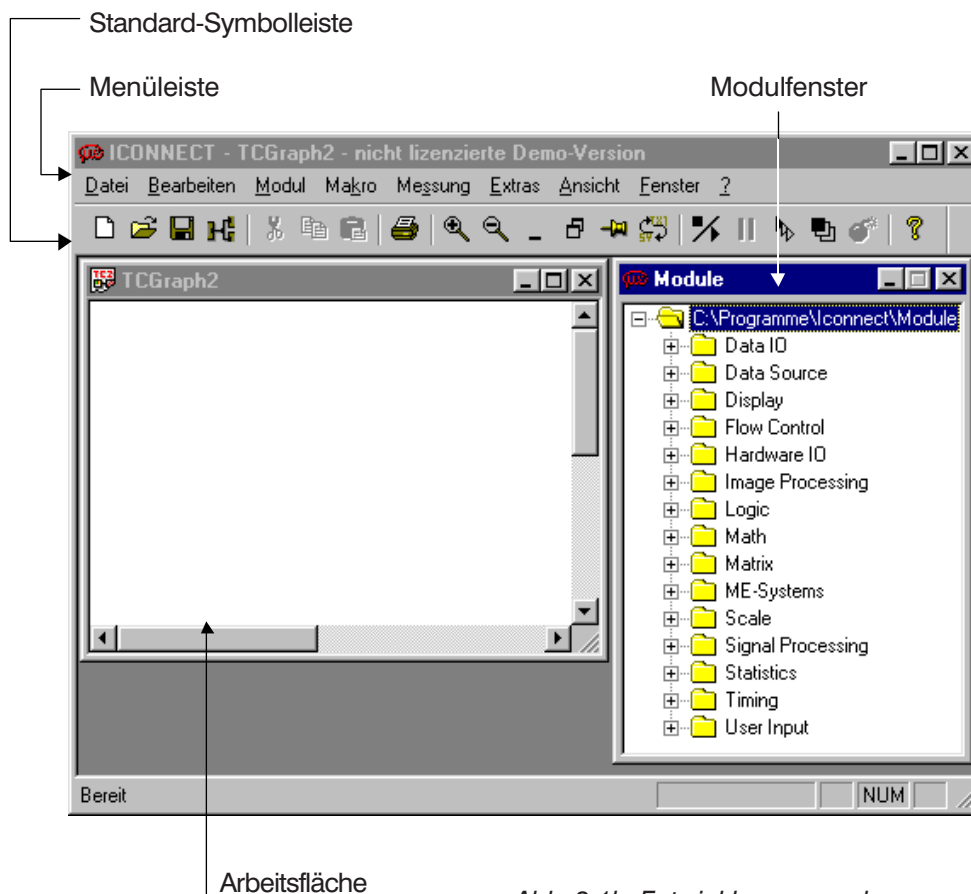 Standard-Symbolleiste
Menüleiste
Modulfenster
ICONNECT - TCGraph2 - nicht lizenzierte Demo-Version
Datei Bearbeiten Modul Makro Messung Extras Ansicht Fenster ?
TCGraph2
Module
C:\Programme\Iconnect\Module
Data IO
Data Source
Display
Flow Control
Hardware IO
Image Processing
Logic
Math
Matrix
ME-Systems
Scale
Signal Processing
Statistics
Timing
User Input
Bereit
NUM
Arbeitsfläche